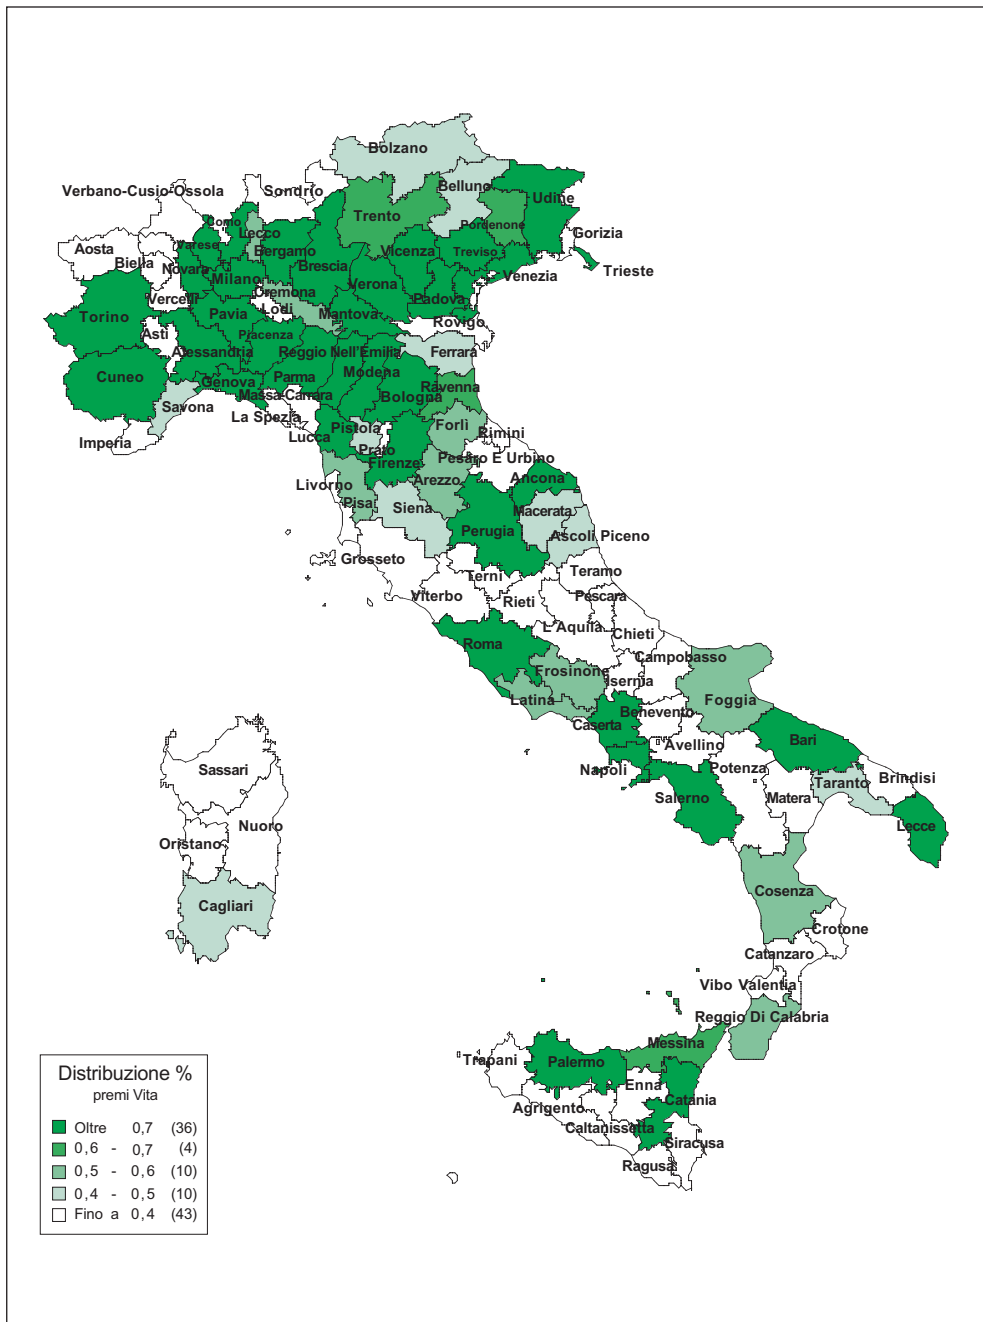 Bolzano
Verbano-Cusio-Ossola
Sondrio
Belluno
Udine
Como
Trento
Pordenone
Lecco
Gorizia
Aosta
Varese
Bergamo
Vicenza
Treviso
Biella
Novara
Brescia
Venezia
Trieste
Milano
Verona
Vercelli
Cremona
Padova
Lodi
Torino
Pavia
Mantova
Rovigo
Asti
Piacenza
Alessandria
Reggio Nell'Emilia
Ferrara
Cuneo
Genova
Parma
Modena
Ravenna
Massa-Carrara
Bologna
Savona
La Spezia
Pistoia
Forlì
Imperia
Lucca
Prato
Rimini
Firenze
Pesaro E Urbino
Livorno
Arezzo
Ancona
Pisa
Siena
Macerata
Perugia
Ascoli Piceno
Grosseto
Terni
Teramo
Viterbo
Rieti
Pescara
L'Aquila
Chieti
Roma
Campobasso
Frosinone
Isernia
Latina
Foggia
Benevento
Caserta
Avellino
Bari
Napoli
Potenza
Sassari
Taranto
Brindisi
Salerno
Matera
Nuoro
Lecce
Oristano
Cosenza
Cagliari
Crotone
Catanzaro
Vibo Valentia
Reggio Di Calabria
Messina
Trapani
Palermo
Enna
Catania
Agrigento
Caltanissetta
Siracusa
Ragusa
Distribuzione %
premi Vita
Oltre 0,7 (36)
0,6 - 0,7 (4)
0,5 - 0,6 (10)
0,4 - 0,5 (10)
Fino a 0,4 (43)